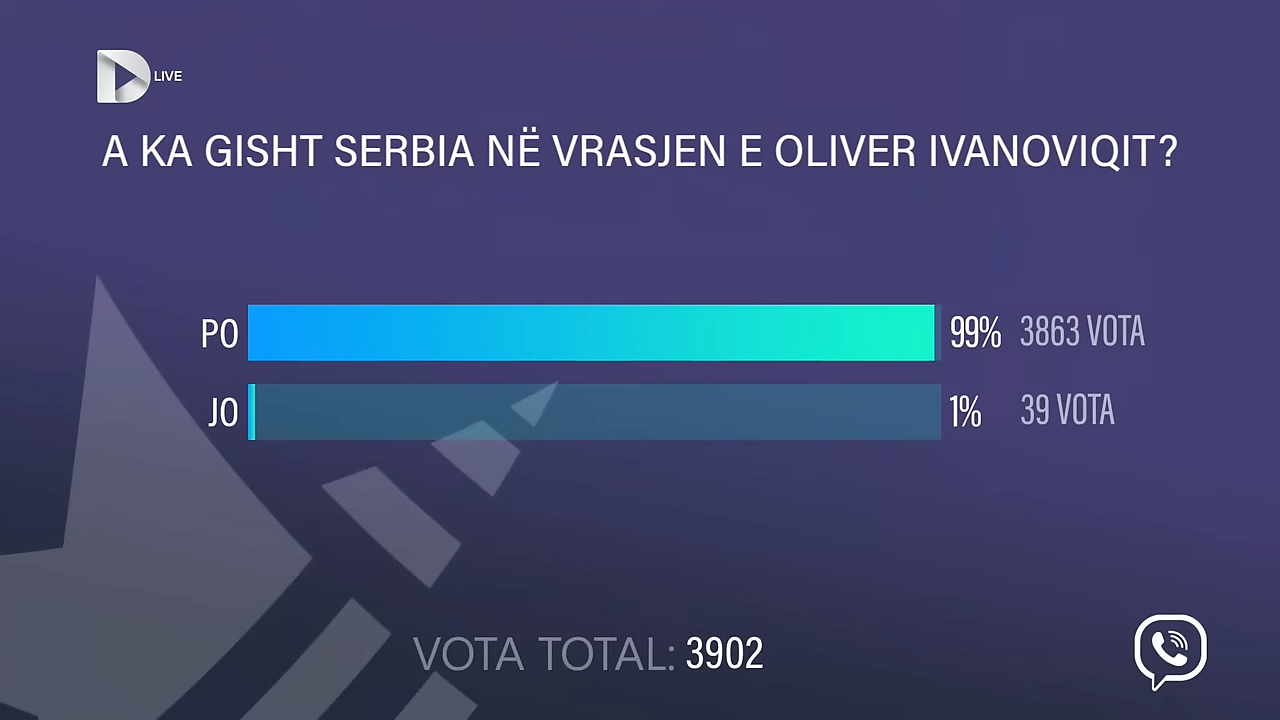 LIVE
A KA GISHT SERBIA NË VRASJEN E OLIVER IVANOVIQIT?
PO 99% 3863 VOTA
JO 1% 39 VOTA
VOTA TOTAL: 3902